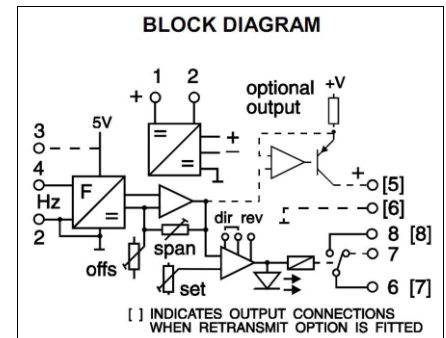 BLOCK DIAGRAM
1 2
+
optional +V
output
3
5V
=
=
+
−
4
F
=
Hz
2
+
[5]
[6]
dir rev
span
8 [8]
7
offs
set
6 [7]
[ ] INDICATES OUTPUT CONNECTIONS
WHEN RETRANSMIT OPTION IS FITTED